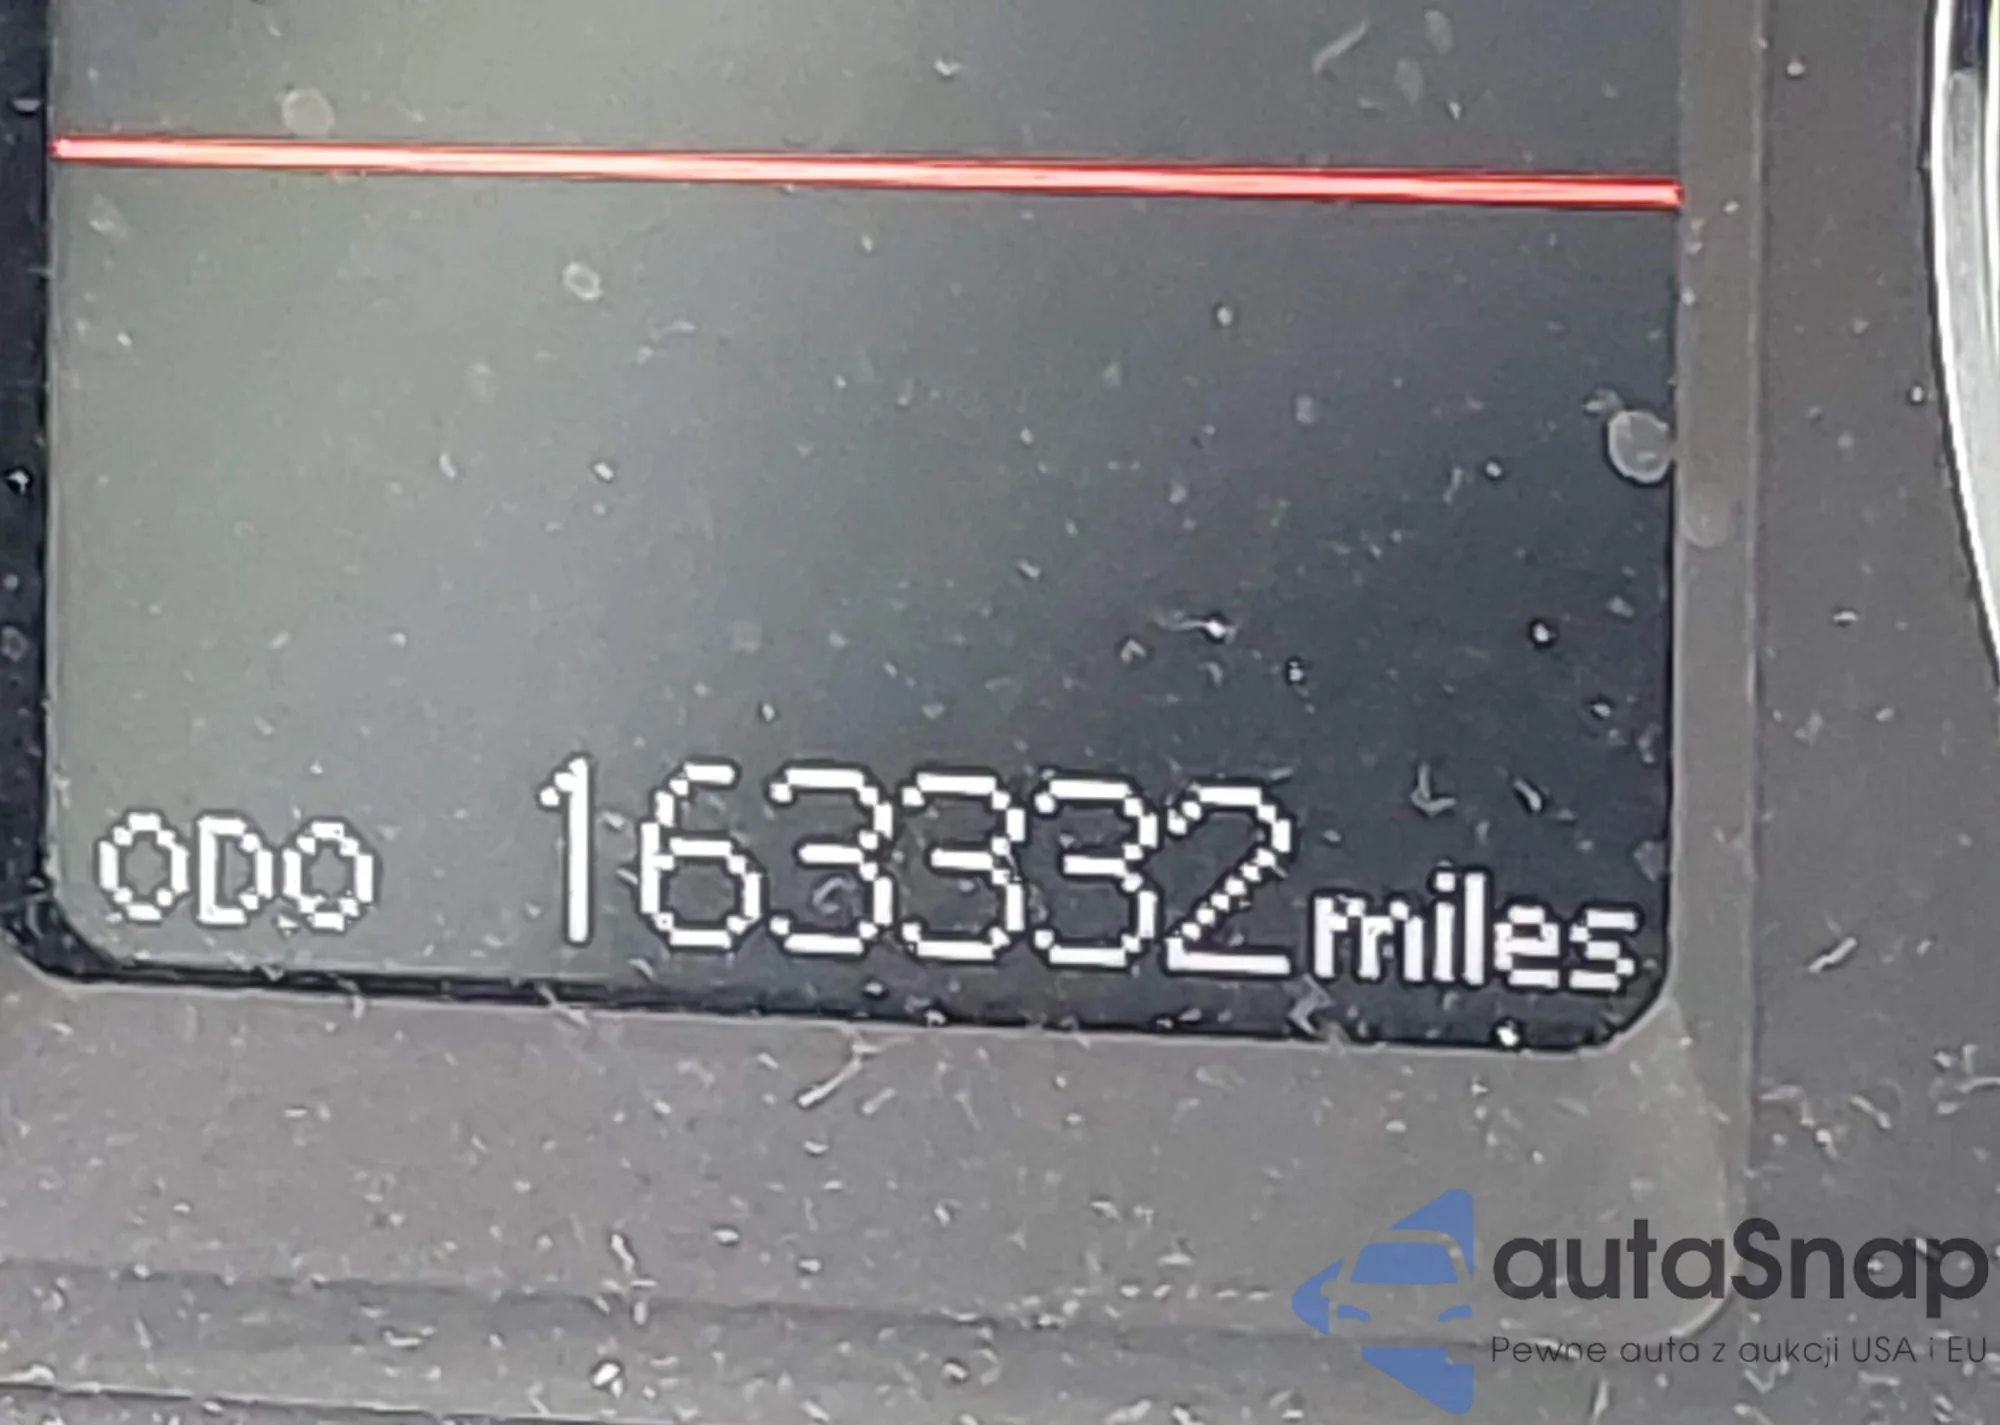 ODO 163332 miles
autaSnap
Pewne auta z aukcji USA i EU